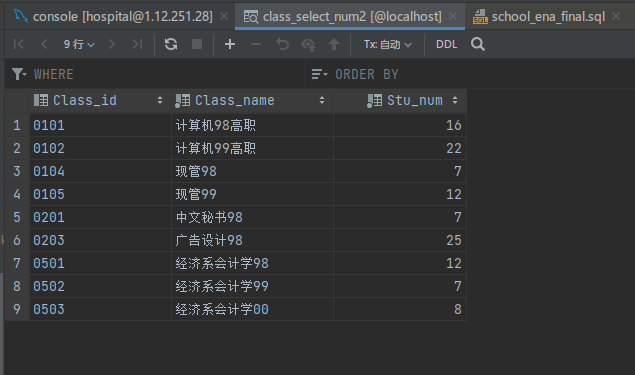 console [hospital@1.12.251.28] class_select_num2 [@localhost] school_ena_final.sql
9 行 Tx: 自动 DDL
WHERE ORDER BY
Class_id Class_name Stu_num
1 0101 计算机98高职 16
2 0102 计算机99高职 22
3 0104 现管98 7
4 0105 现管99 12
5 0201 中文秘书98 7
6 0203 广告设计98 25
7 0501 经济系会计学98 12
8 0502 经济系会计学99 7
9 0503 经济系会计学00 8